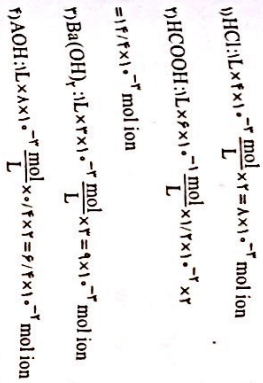 ۱) HCl: ۱L×۴×۱۰^-۳ mol/L ×۲=۸×۱۰^-۳ mol ion
۲) HCOOH: ۱L×۶×۱۰^-۱ mol/L ×۱/۲×۱۰^-۲ ×۲
=۱۴/۴×۱۰^-۳ mol ion
۳) Ba(OH)۲: ۱L×۳×۱۰^-۳ mol/L ×۳=۹×۱۰^-۳ mol ion
۴) AOH: ۱L×۸×۱۰^-۳ mol/L ×۰/۴×۲=۶/۴×۱۰^-۳ mol ion